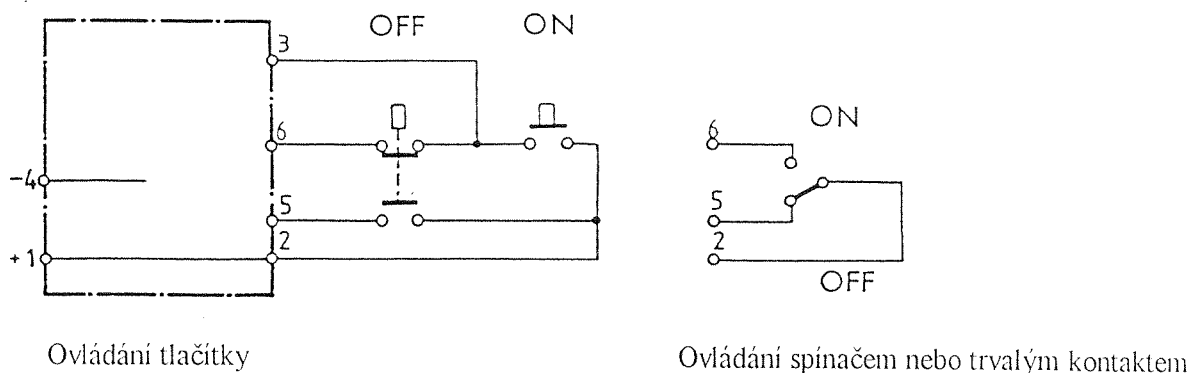 OFF ON
3
6
-4
5
2
+1
ON
6
5
2
OFF
Ovládání tlačítky
Ovládání spínačem nebo trvalým kontaktem